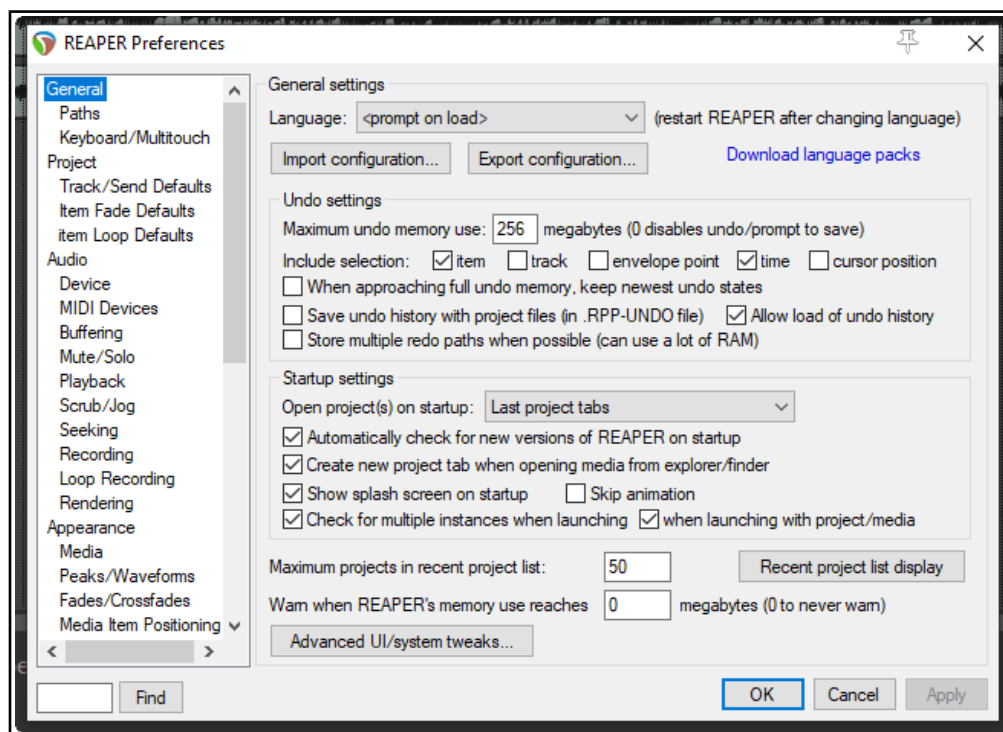 REAPER Preferences
General
Paths
Keyboard/Multitouch
Project
Track/Send Defaults
Item Fade Defaults
item Loop Defaults
Audio
Device
MIDI Devices
Buffering
Mute/Solo
Playback
Scrub/Jog
Seeking
Recording
Loop Recording
Rendering
Appearance
Media
Peaks/Waveforms
Fades/Crossfades
Media Item Positioning
Find
General settings
Language: <prompt on load> (restart REAPER after changing language)
Import configuration... Export configuration... Download language packs
Undo settings
Maximum undo memory use: 256 megabytes (0 disables undo/prompt to save)
Include selection: item track envelope point time cursor position
When approaching full undo memory, keep newest undo states
Save undo history with project files (in .RPP-UNDO file) Allow load of undo history
Store multiple redo paths when possible (can use a lot of RAM)
Startup settings
Open project(s) on startup: Last project tabs
Automatically check for new versions of REAPER on startup
Create new project tab when opening media from explorer/finder
Show splash screen on startup Skip animation
Check for multiple instances when launching when launching with project/media
Maximum projects in recent project list: 50 Recent project list display
Warn when REAPER's memory use reaches 0 megabytes (0 to never warn)
Advanced UI/system tweaks...
OK Cancel Apply